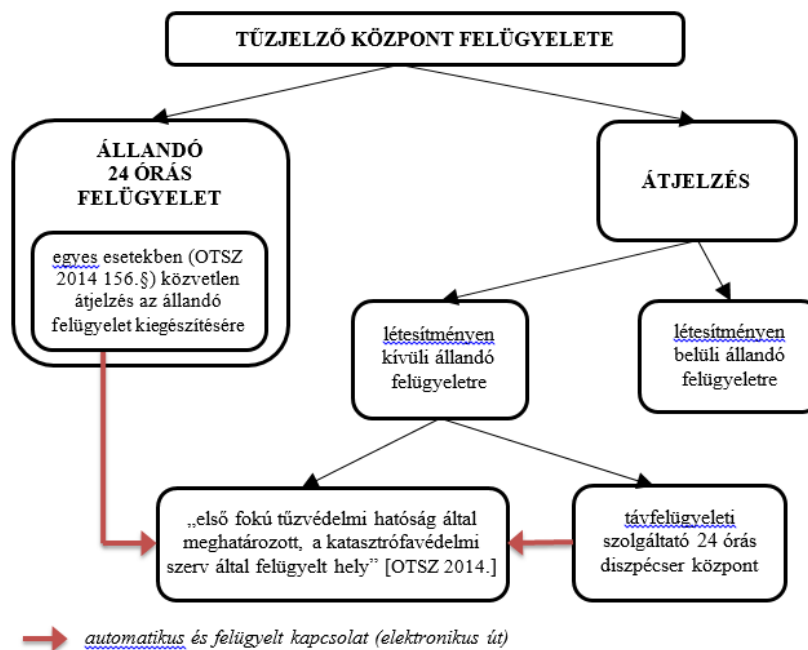 TŰZJELZŐ KÖZPONT FELÜGYELETE
ÁLLANDÓ
24 ÓRÁS
FELÜGYELET
egyes esetekben (OTSZ
2014 156.§) közvetlen
átjelzés az állandó
felügyelet kiegészítésére
ÁTJELZÉS
létesítményen
kívüli állandó
felügyeletre
létesítményen
belüli állandó
felügyeletre
„első fokú tűzvédelmi hatóság által
meghatározott, a katasztrófavédelmi
szerv által felügyelt hely” [OTSZ 2014.]
távfelügyeleti
szolgáltató 24 órás
diszpécser központ
automatikus és felügyelt kapcsolat (elektronikus út)